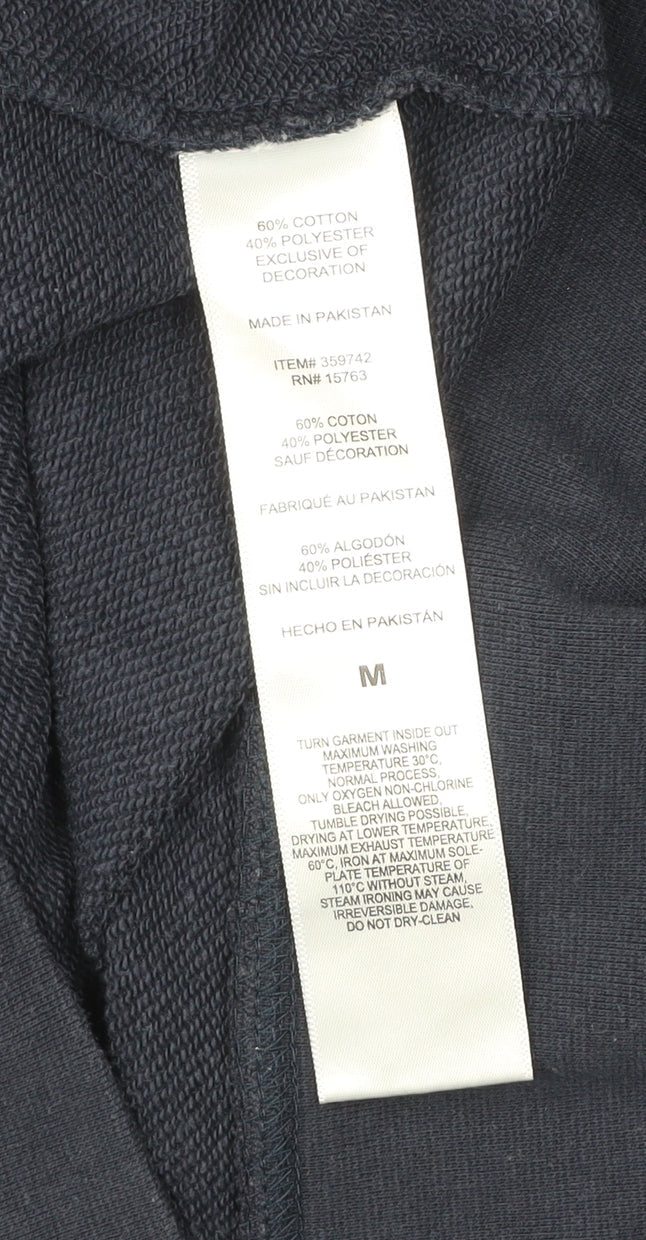 60% COTTON
40% POLYESTER
EXCLUSIVE OF
DECORATION
MADE IN PAKISTAN
ITEM# 359742
RN# 15763
60% COTON
40% POLYESTER
SAUF DÉCORATION
FABRIQUÉ AU PAKISTAN
60% ALGODÓN
40% POLIÉSTER
SIN INCLUIR LA DECORACIÓN
HECHO EN PAKISTÁN
M
TURN GARMENT INSIDE OUT
MAXIMUM WASHING
TEMPERATURE 30°C,
NORMAL PROCESS,
ONLY OXYGEN NON-CHLORINE
BLEACH ALLOWED,
TUMBLE DRYING POSSIBLE,
DRYING AT LOWER TEMPERATURE,
MAXIMUM EXHAUST TEMPERATURE
60°C, IRON AT MAXIMUM SOLE-
PLATE TEMPERATURE OF
110°C WITHOUT STEAM,
STEAM IRONING MAY CAUSE
IRREVERSIBLE DAMAGE,
DO NOT DRY-CLEAN